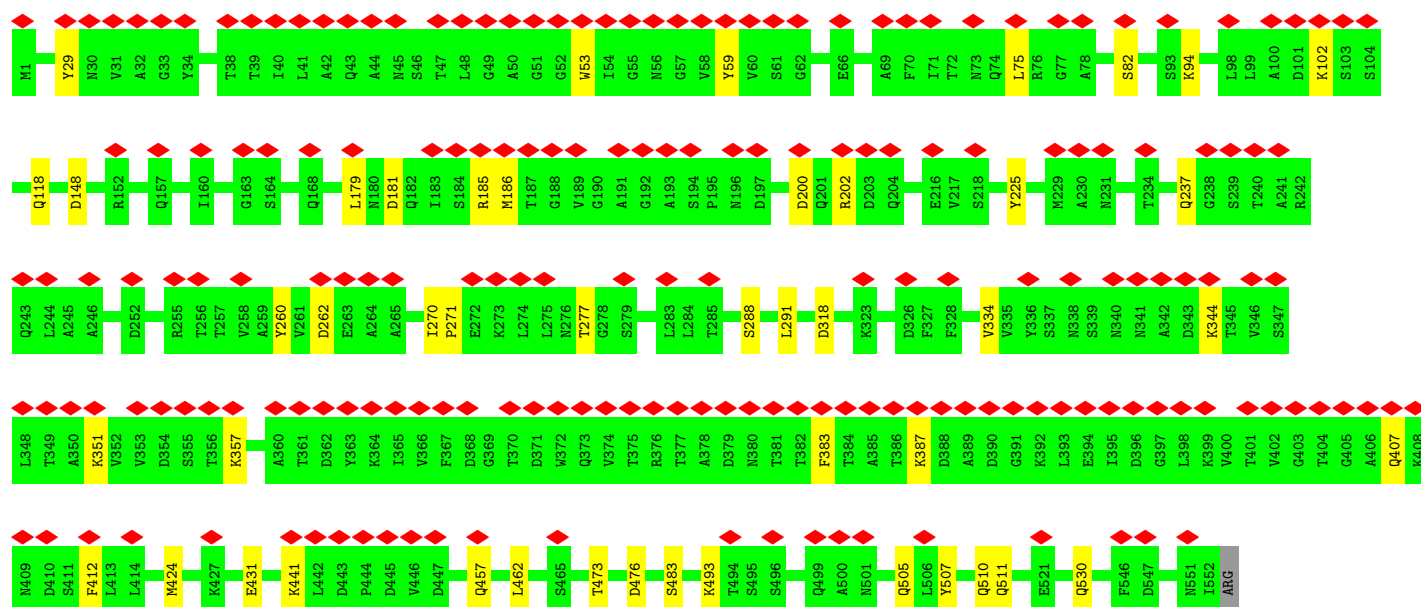 M1 Y29 N30 V31 A32 G33 Y34 T38 T39 I40 L41 A42 Q43 A44 N45 S46 T47 L48 G49 A50 G51 G52 W53 I54 G55 N56 G57 V58 Y59 V60 S61 G62 E66 A69 F70 I71 T72 N73 Q74 L75 R76 G77 A78 S82 S93 K94 L98 L99 A100 D101 K102 S103 S104
Q118 D148 R152 Q157 I160 G163 S164 Q168 L179 N180 D181 Q182 I183 S184 R185 M186 T187 G188 V189 G190 A191 G192 A193 S194 P195 N196 D197 D200 Q201 R202 D203 Q204 E216 V217 S218 Y225 M229 A230 N231 T234 Q237 G238 S239 T240 A241 R242
Q243 L244 A245 A246 D252 R255 T256 T257 V258 A259 Y260 V261 D262 E263 A264 A265 I270 P271 E272 K273 L274 L275 N276 T277 G278 S279 L283 L284 T285 S288 L291 D318 K323 D326 F327 F328 V334 V335 Y336 S337 N338 S339 N340 N341 A342 D343 K344 T345 V346 S347
L348 T349 A350 K351 V352 V353 D354 S355 T356 K357 A360 T361 D362 Y363 K364 I365 V366 F367 D368 G369 T370 D371 W372 Q373 V374 T375 R376 T377 A378 D379 N380 T381 T382 F383 T384 A385 T386 K387 D388 A389 D390 G391 K392 L393 E394 I395 D396 G397 L398 K399 V400 T401 V402 G403 T404 G405 A406 Q407 K408
N409 D410 S411 F412 L413 L414 M424 K427 E431 K441 L442 D443 P444 D445 V446 D447 Q457 L462 S465 T473 D476 S483 K493 T494 S495 S496 Q499 A500 N501 Q505 L506 Y507 Q510 Q511 E521 Q530 F546 D547 N551 I552 ARG